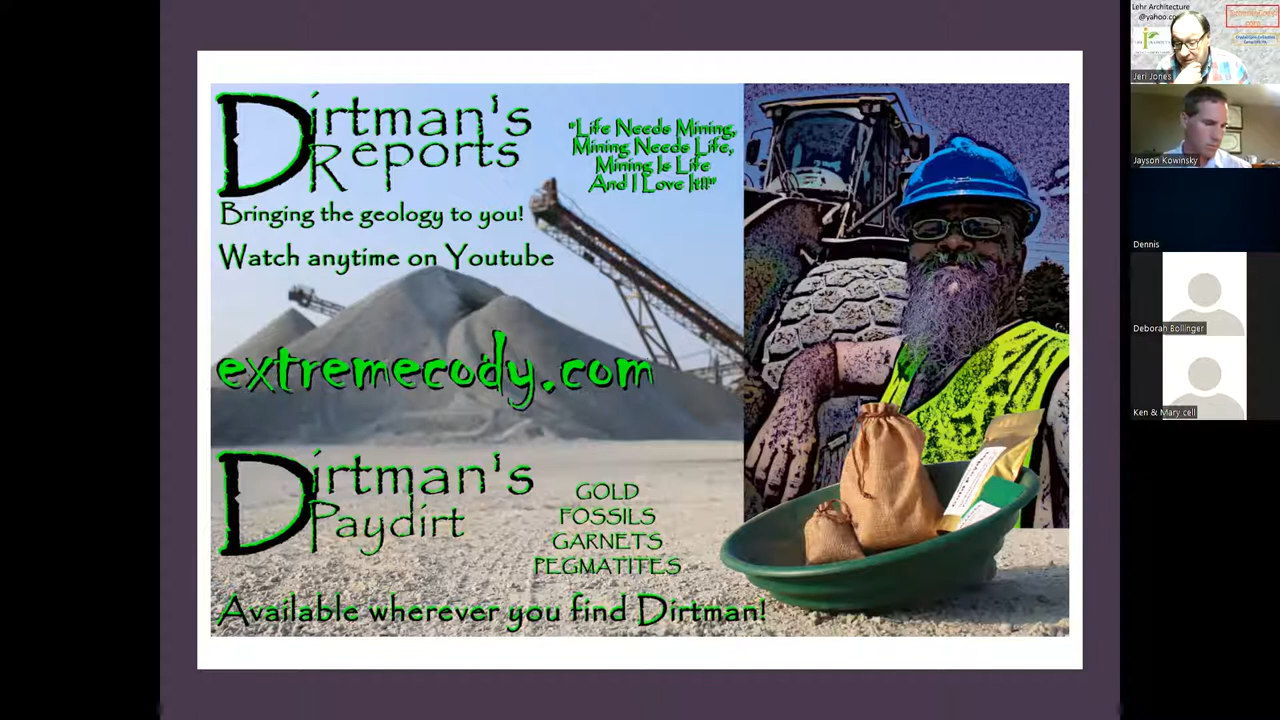 Dirtman's
Reports
"Life Needs Mining,
Mining Needs Life,
Mining Is Life
And I Love It!!!"
Bringing the geology to you!
Watch anytime on Youtube
extremecody.com
Dirtman's
Paydirt
GOLD
FOSSILS
GARNETS
PEGMATITES
Available wherever you find Dirtman!
Lehr Architecture
Jeri Jones
Jayson Kowinsky
Dennis
Deborah Bollinger
Ken & Mary cell